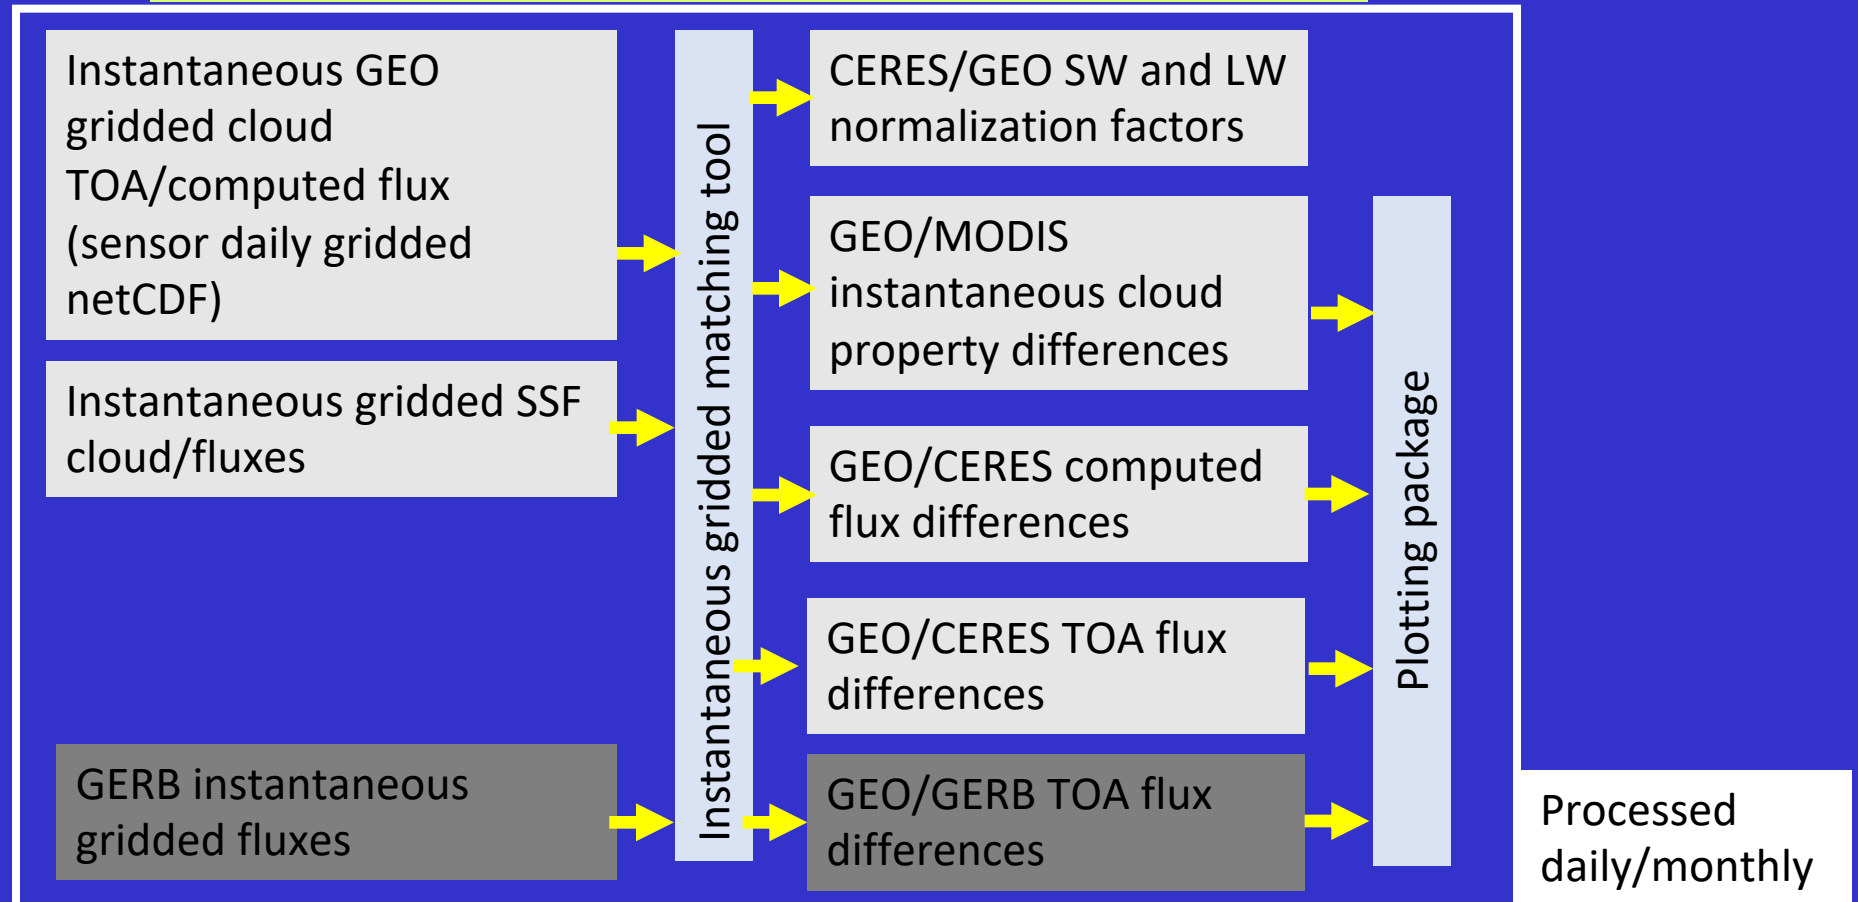 Instantaneous GEO
gridded cloud
TOA/computed flux
(sensor daily gridded
netCDF)
Instantaneous gridded SSF
cloud/fluxes
GERB instantaneous
gridded fluxes
Instantaneous gridded matching tool
CERES/GEO SW and LW
normalization factors
GEO/MODIS
instantaneous cloud
property differences
GEO/CERES computed
flux differences
GEO/CERES TOA flux
differences
GEO/GERB TOA flux
differences
Plotting package
Processed
daily/monthly